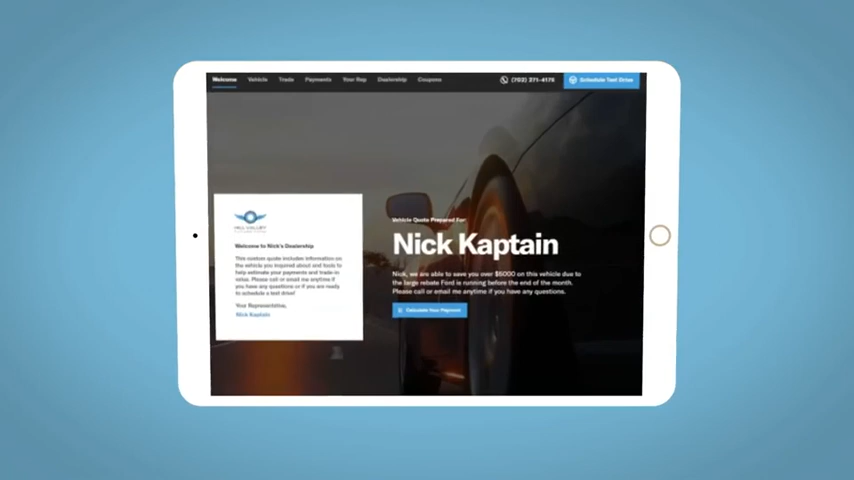 Welcome Vehicle Trade Payments Your Rep Dealership Coupons (702) 371-4176 Schedule Test Drive
HILL VALLEY
Welcome to Nick's Dealership
This custom quote includes information on
the vehicle you inquired about and tools to
help estimate your payments and trade-in
value. Please call or email me anytime if
you have any questions or if you are ready
to schedule a test drive!
Your Representative,
Nick Kaptain
Vehicle Quote Prepared For:
Nick Kaptain
Nick, we are able to save you over $6000 on this vehicle due to
the large rebate Ford is running before the end of the month.
Please call or email me anytime if you have any questions.
Calculate Your Payment